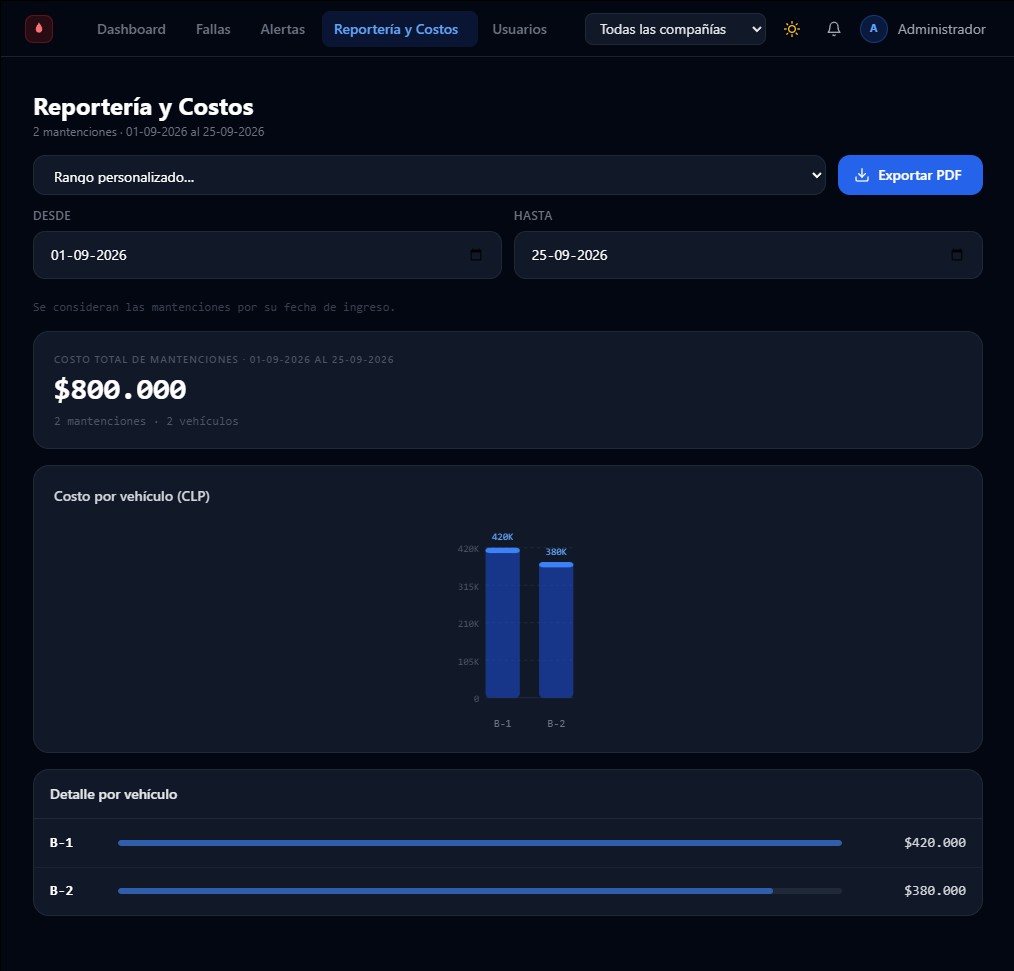 Dashboard Fallas Alertas Reportería y Costos Usuarios Todas las compañías A Administrador
Reportería y Costos
2 mantenciones · 01-09-2026 al 25-09-2026
Rango personalizado...
Exportar PDF
DESDE HASTA
01-09-2026 25-09-2026
Se consideran las mantenciones por su fecha de ingreso.
COSTO TOTAL DE MANTENCIONES · 01-09-2026 AL 25-09-2026
$800.000
2 mantenciones · 2 vehículos
Costo por vehículo (CLP)
420K
420K
380K
315K
210K
105K
0
B-1 B-2
Detalle por vehículo
B-1 $420.000
B-2 $380.000